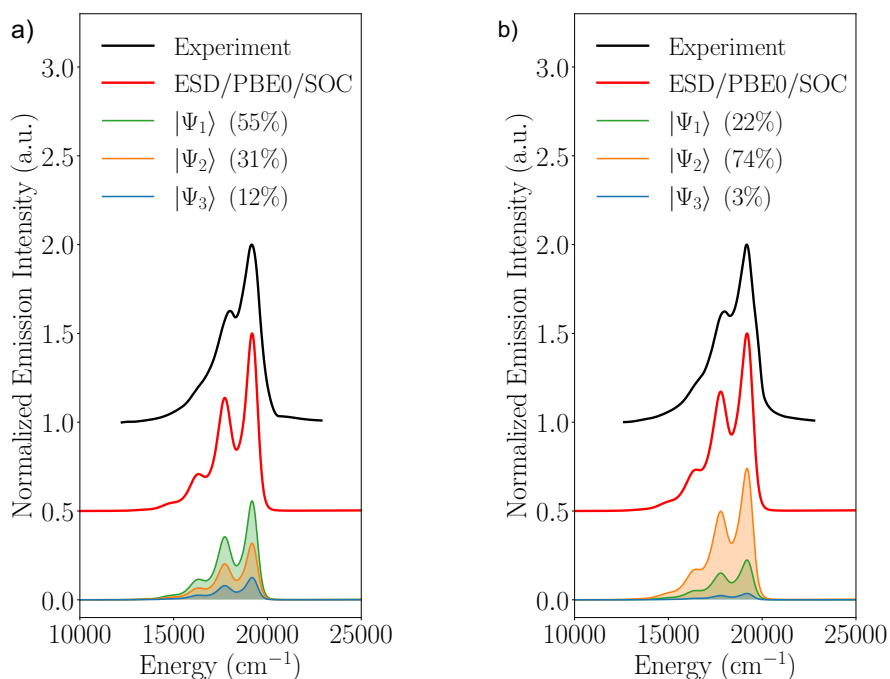 a)
Experiment
ESD/PBE0/SOC
|Ψ₁⟩ (55%)
|Ψ₂⟩ (31%)
|Ψ₃⟩ (12%)
Normalized Emission Intensity (a.u.)
3.0
2.5
2.0
1.5
1.0
0.5
0.0
10000 15000 20000 25000
Energy (cm⁻¹)
b)
Experiment
ESD/PBE0/SOC
|Ψ₁⟩ (22%)
|Ψ₂⟩ (74%)
|Ψ₃⟩ (3%)
Normalized Emission Intensity (a.u.)
3.0
2.5
2.0
1.5
1.0
0.5
0.0
10000 15000 20000 25000
Energy (cm⁻¹)